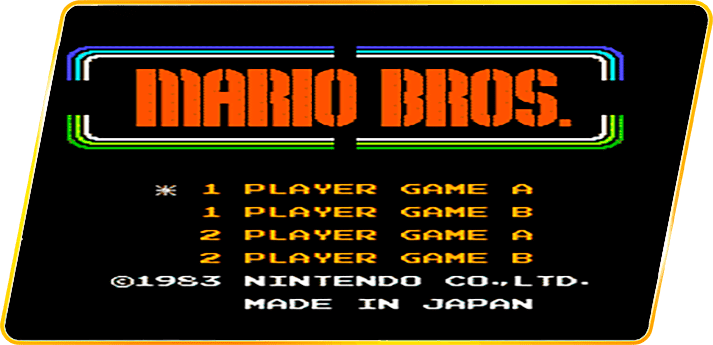 MARIO BROS.
* 1 PLAYER GAME A
1 PLAYER GAME B
2 PLAYER GAME A
2 PLAYER GAME B
©1983 NINTENDO CO.,LTD.
MADE IN JAPAN